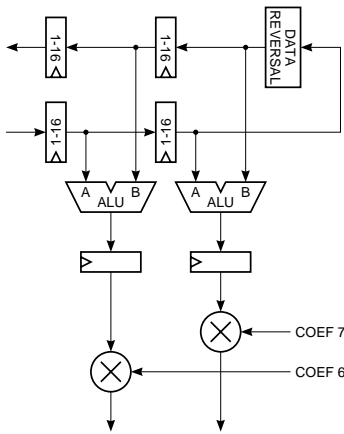 1-16
1-16
DATA
REVERSAL
1-16
1-16
A
B
ALU
A
B
ALU
COEF 7
COEF 6